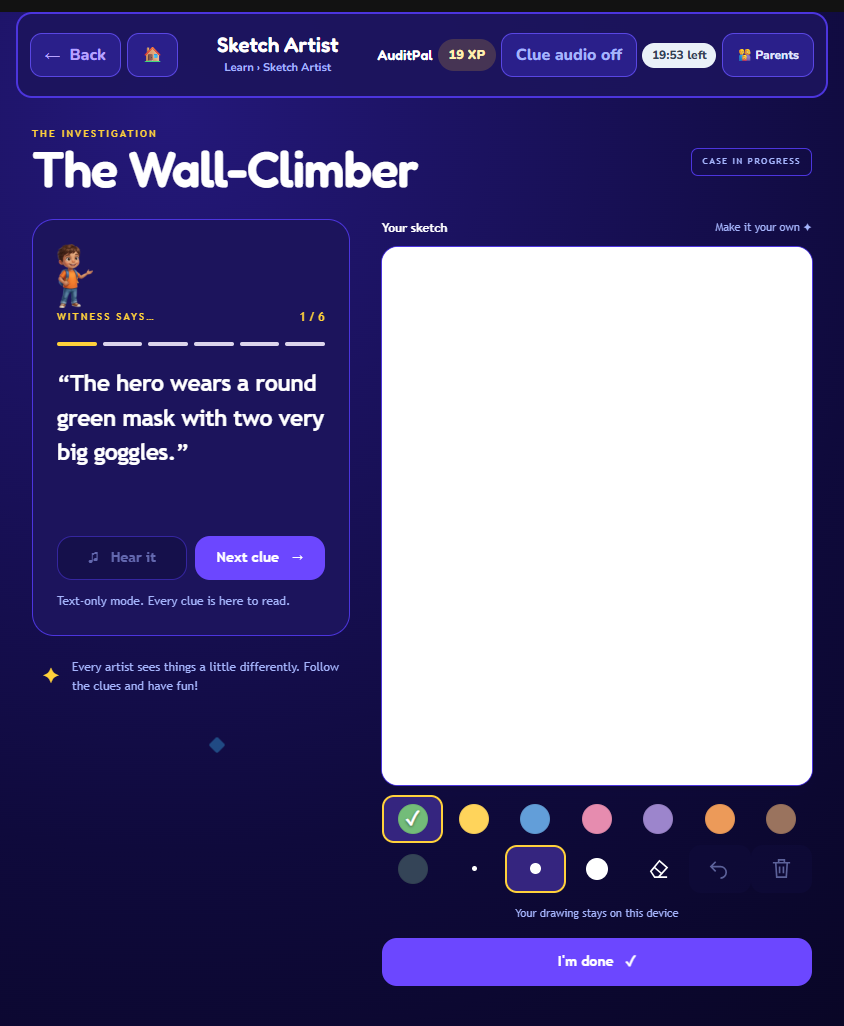 ← Back
Sketch Artist
Learn › Sketch Artist
AuditPal
19 XP
Clue audio off
19:53 left
Parents
THE INVESTIGATION
The Wall-Climber
CASE IN PROGRESS
WITNESS SAYS…
1 / 6
“The hero wears a round
green mask with two very
big goggles.”
♫ Hear it
Next clue →
Text-only mode. Every clue is here to read.
Every artist sees things a little differently. Follow
the clues and have fun!
Your sketch
Make it your own ✦
Your drawing stays on this device
I'm done ✓